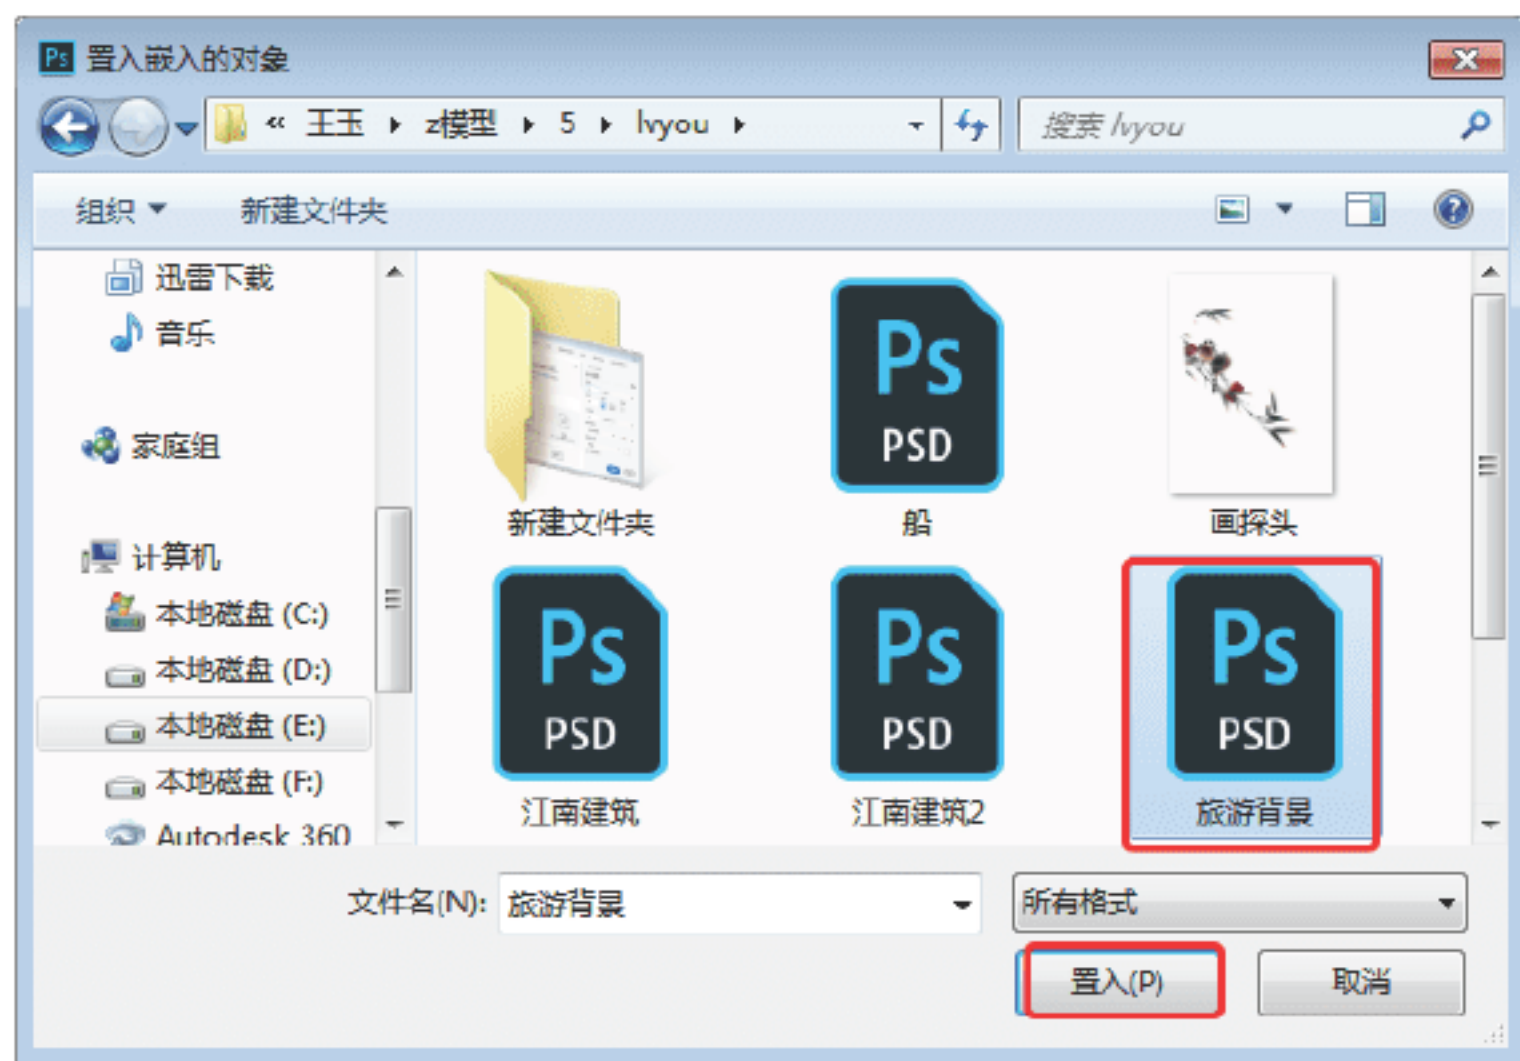 Ps 置入嵌入的对象
« 王玉 ▸ z模型 ▸ 5 ▸ lvyou ▸
搜索 lvyou
组织 新建文件夹
迅雷下载
音乐
家庭组
计算机
本地磁盘 (C:)
本地磁盘 (D:)
本地磁盘 (E:)
本地磁盘 (F:)
Autodesk 360
Ps
PSD
新建文件夹 船 画探头
Ps Ps Ps
PSD PSD PSD
江南建筑 江南建筑2 旅游背景
文件名(N): 旅游背景 所有格式
置入(P) 取消